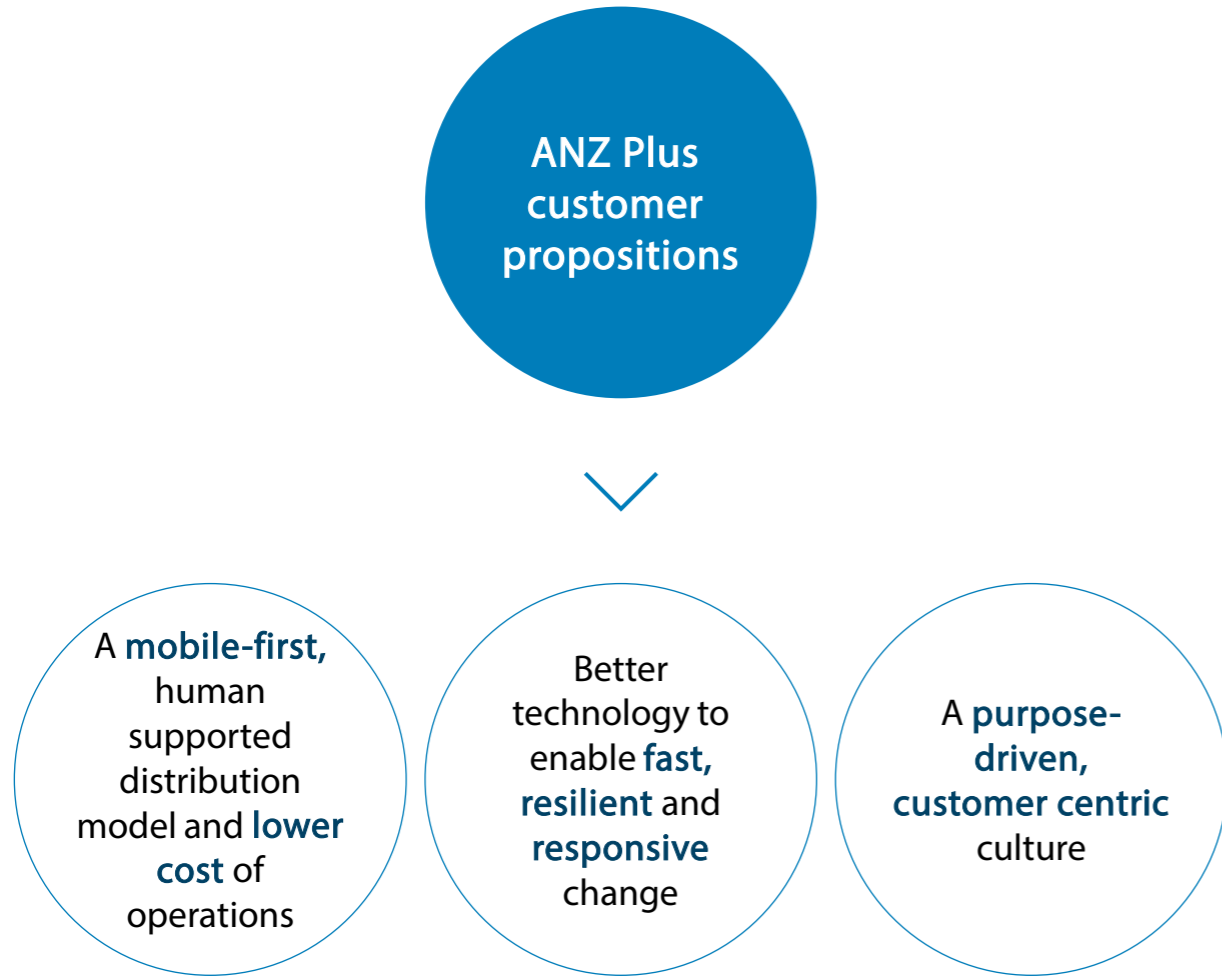 ANZ Plus
customer
propositions
A mobile-first,
human
supported
distribution
model and lower
cost of
operations
Better
technology to
enable fast,
resilient and
responsive
change
A purpose-
driven,
customer centric
culture